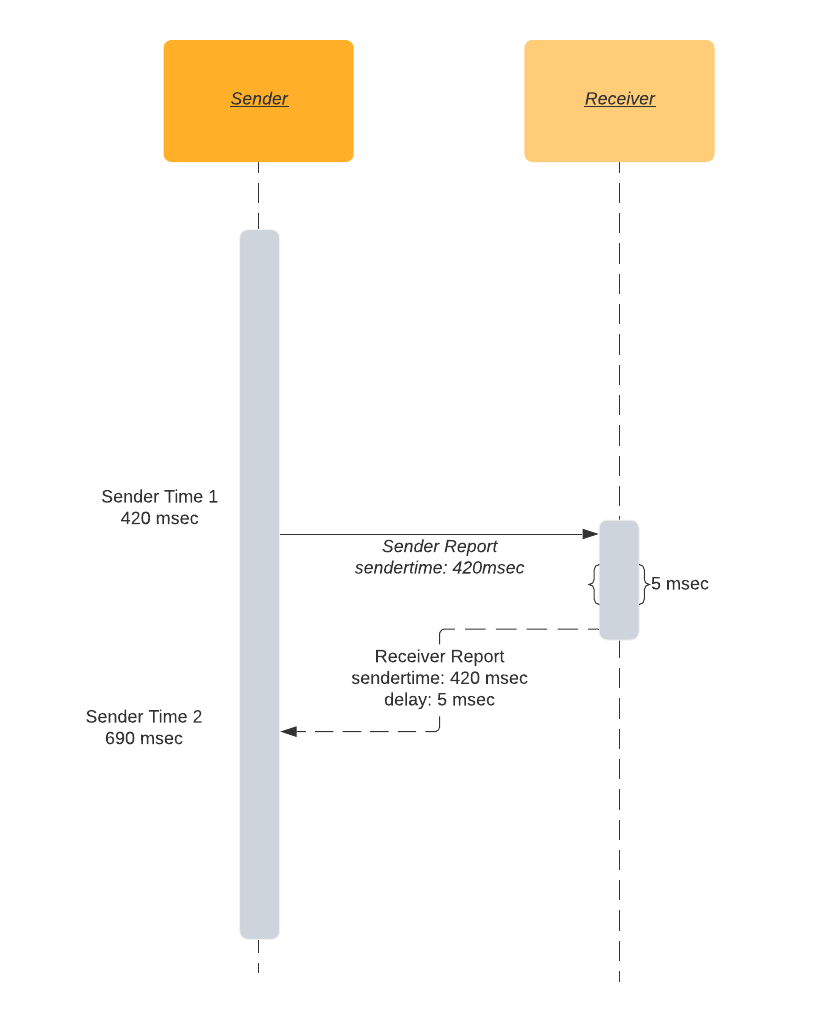 Sender
Receiver
Sender Time 1
420 msec
Sender Report
sendertime: 420msec
5 msec
Receiver Report
sendertime: 420 msec
delay: 5 msec
Sender Time 2
690 msec